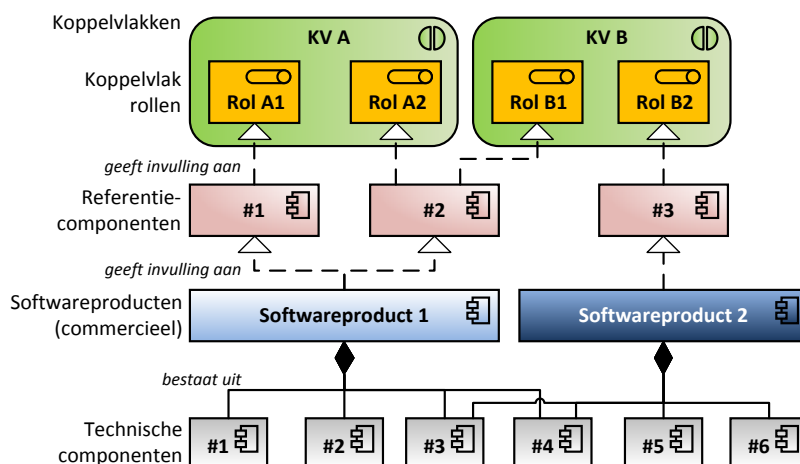 Koppelvlakken
KV A
KV B
Koppelvlak
rollen
Rol A1
Rol A2
Rol B1
Rol B2
geeft invulling aan
Referentie-
componenten
#1
#2
#3
geeft invulling aan
Softwareproducten
(commercieel)
Softwareproduct 1
Softwareproduct 2
bestaat uit
Technische
componenten
#1
#2
#3
#4
#5
#6